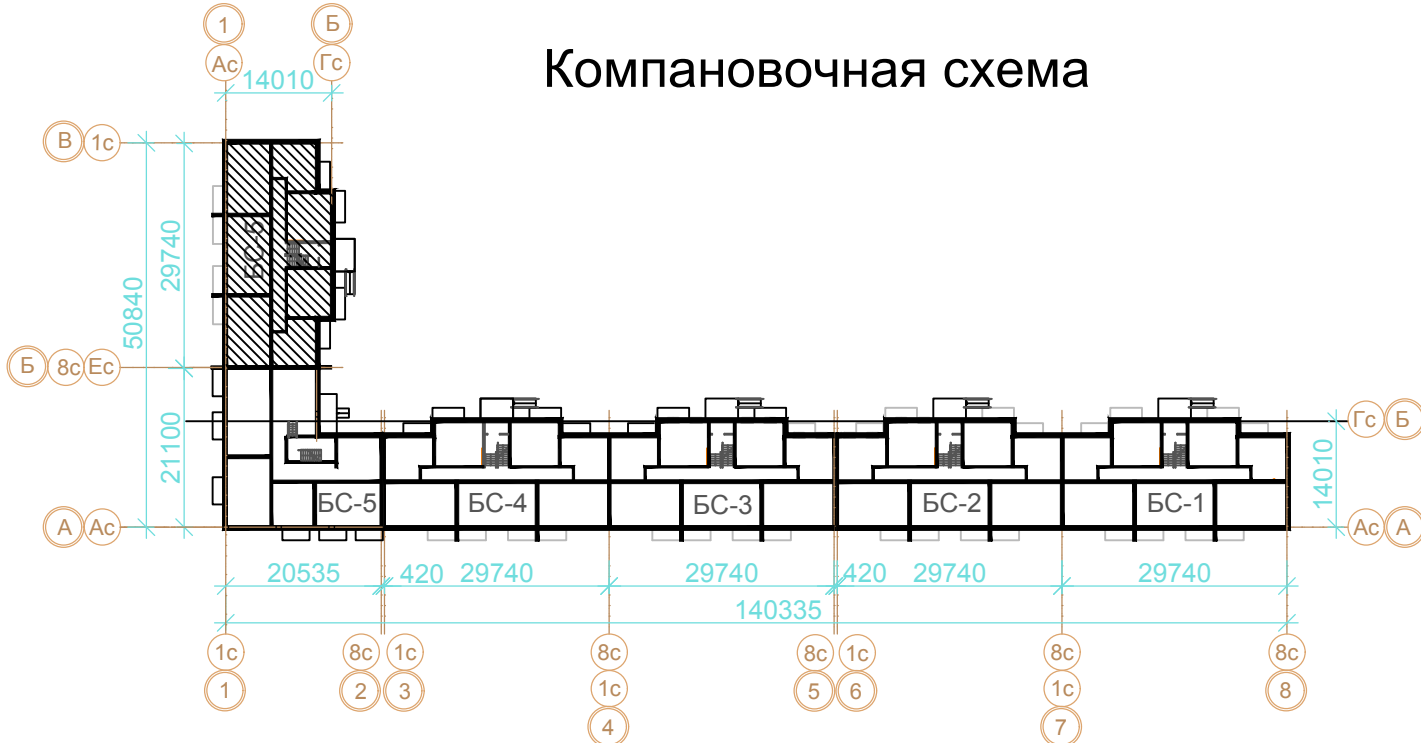 1 Б
Компановочная схема
Ас Гс
14010
В 1с
29740
50840
БС-6
Б 8с Ес
21100
Гс Б
14010
БС-5 БС-4 БС-3 БС-2 БС-1
А Ас
Ас А
20535 420 29740 29740 420 29740 29740
140335
1с 8с 1с 8с 8с 1с 8с 8с
1 2 3 1с 5 6 1с 8
4 7